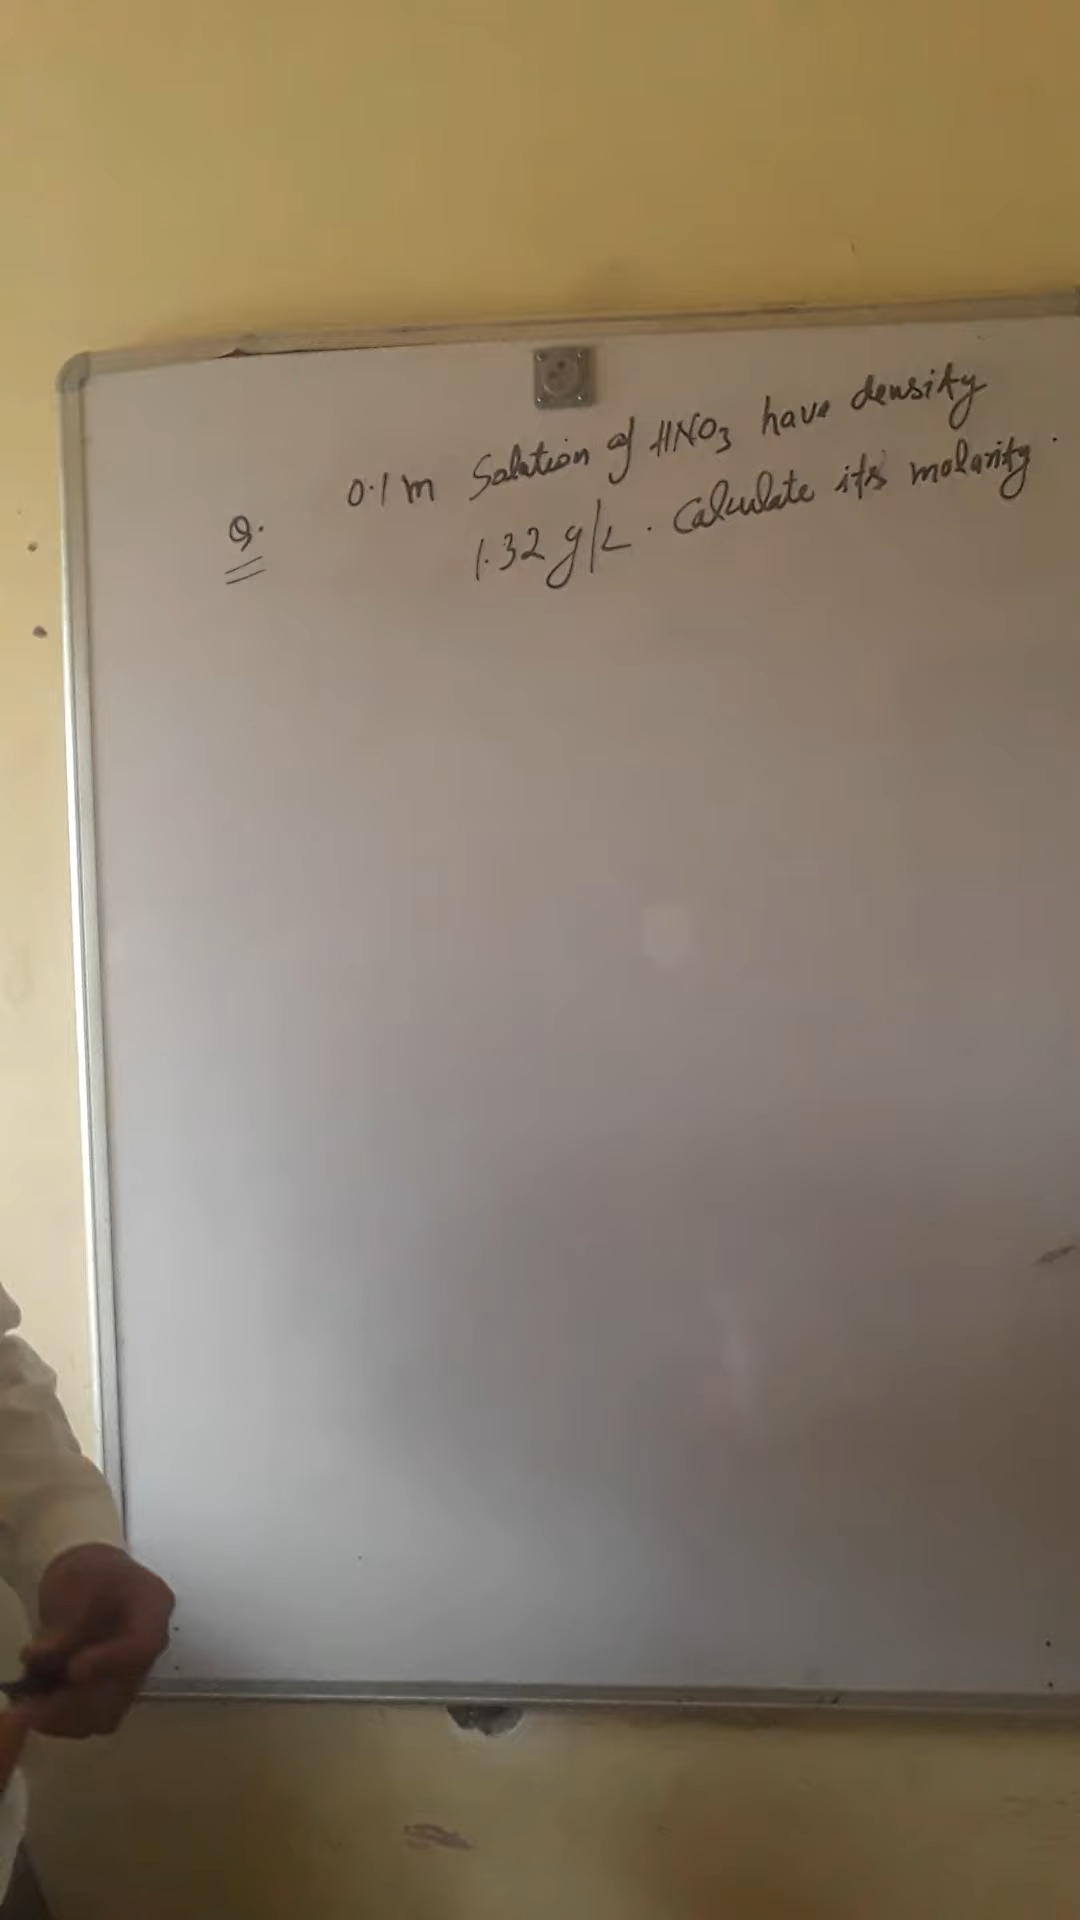 Q. 0.1 m Solution of HNO3 have density
1.32 g/L. Calculate its molarity.